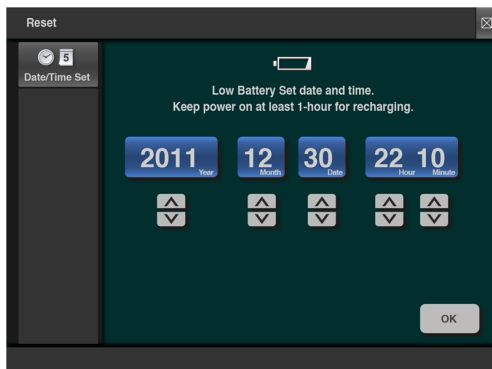 Reset
5
Date/Time Set
Low Battery Set date and time.
Keep power on at least 1-hour for recharging.
2011 Year 12 Month 30 Date 22 Hour 10 Minute
OK